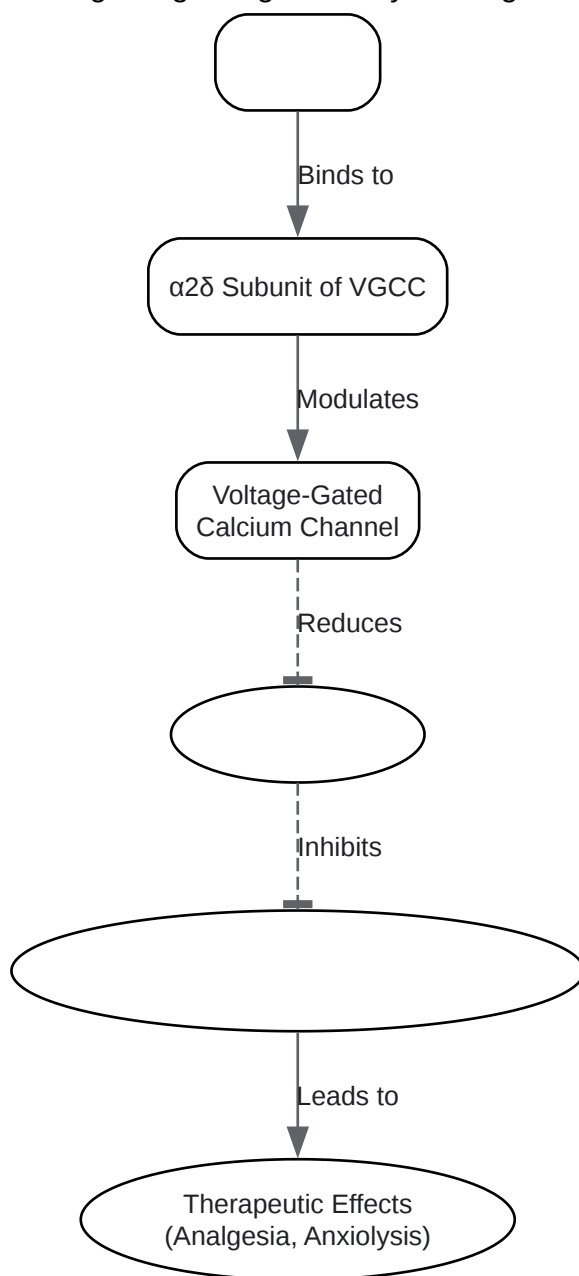 Binds to
α2δ Subunit of VGCC
Modulates
Voltage-Gated
Calcium Channel
Reduces
Inhibits
Leads to
Therapeutic Effects
(Analgesia, Anxiolysis)